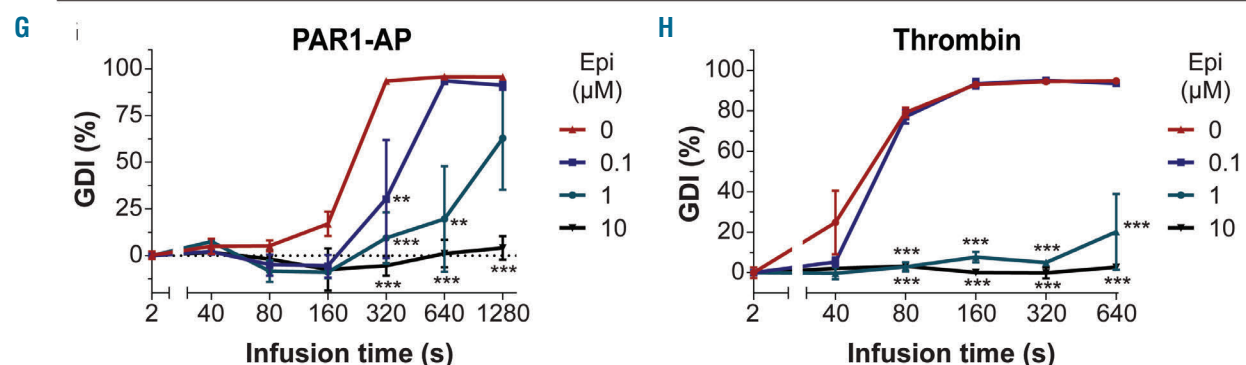 G
i
PAR1-AP
100
75
50
25
0
GDI (%)
2 40 80 160 320 640 1280
Infusion time (s)
**
***
**
***
***
***
Epi
(µM)
0
0.1
1
10
H
Thrombin
100
80
60
40
20
0
GDI (%)
2 40 80 160 320 640
Infusion time (s)
***
***
***
***
***
***
***
***
Epi
(µM)
0
0.1
1
10